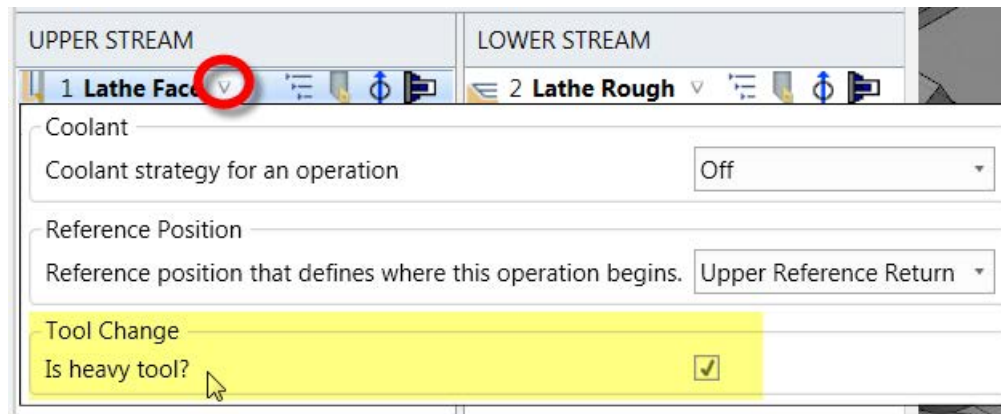 UPPER STREAM
LOWER STREAM
1 Lathe Face
2 Lathe Rough
Coolant
Coolant strategy for an operation
Off
Reference Position
Reference position that defines where this operation begins.
Upper Reference Return
Tool Change
Is heavy tool?